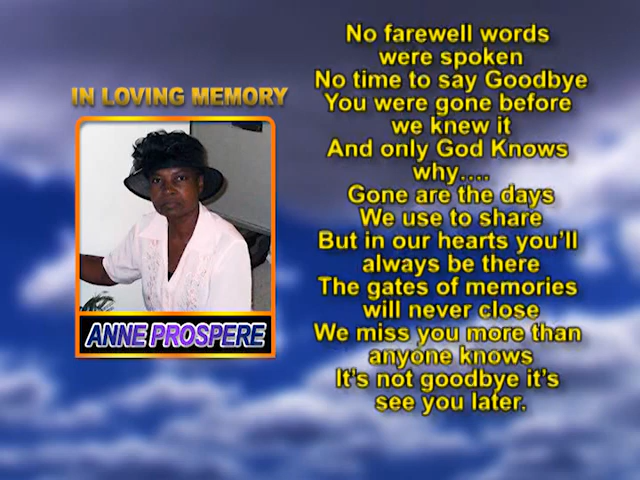 IN LOVING MEMORY
ANNE PROSPERE
No farewell words
were spoken
No time to say Goodbye
You were gone before
we knew it
And only God Knows
why....
Gone are the days
We use to share
But in our hearts you'll
always be there
The gates of memories
will never close
We miss you more than
anyone knows
It's not goodbye it's
see you later.